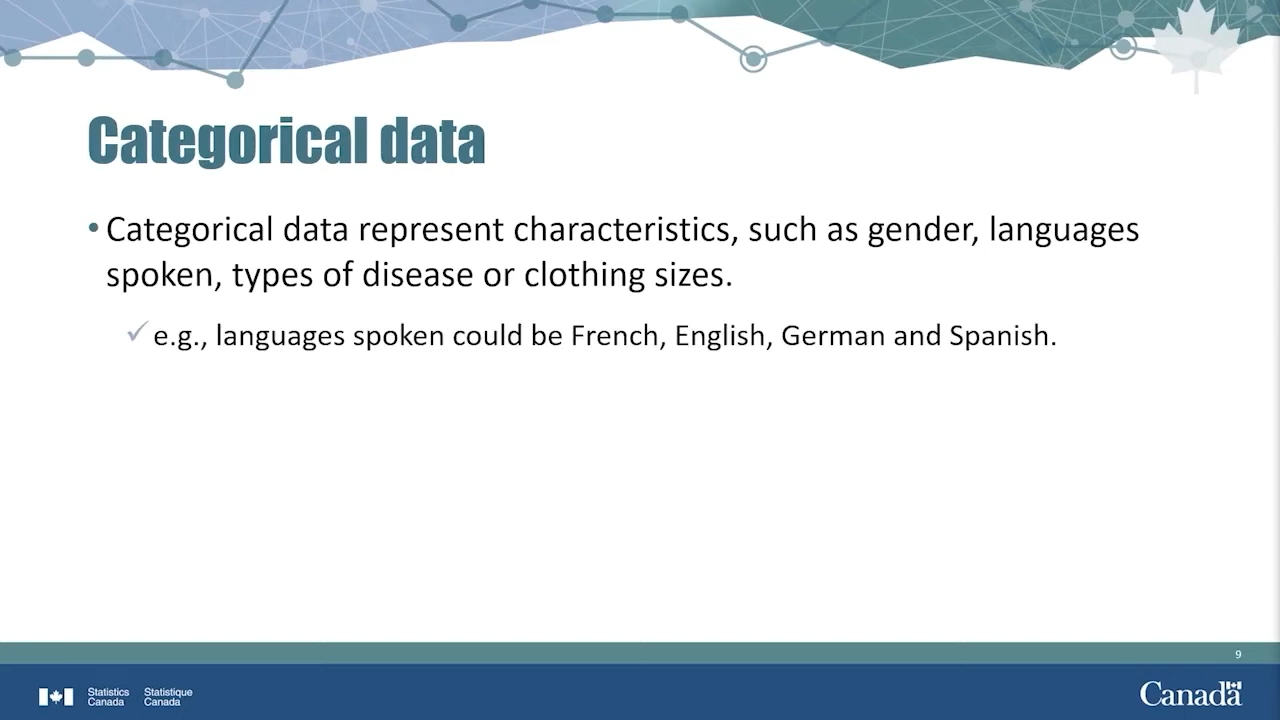 Categorical data
• Categorical data represent characteristics, such as gender, languages
spoken, types of disease or clothing sizes.
✓ e.g., languages spoken could be French, English, German and Spanish.
9
Statistics Canada
Statistique Canada
Canada